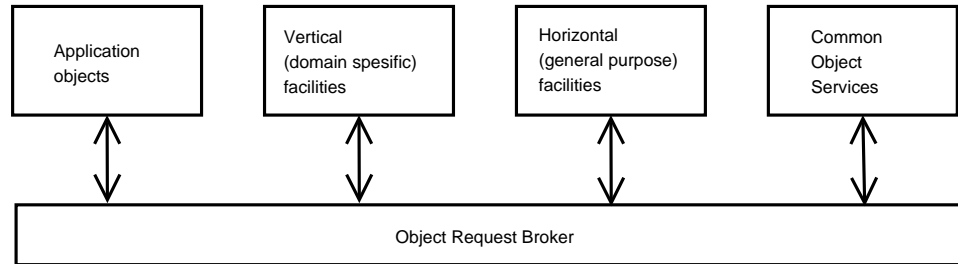 Application
objects
Vertical
(domain spesific)
facilities
Horizontal
(general purpose)
facilities
Common
Object
Services
Object Request Broker